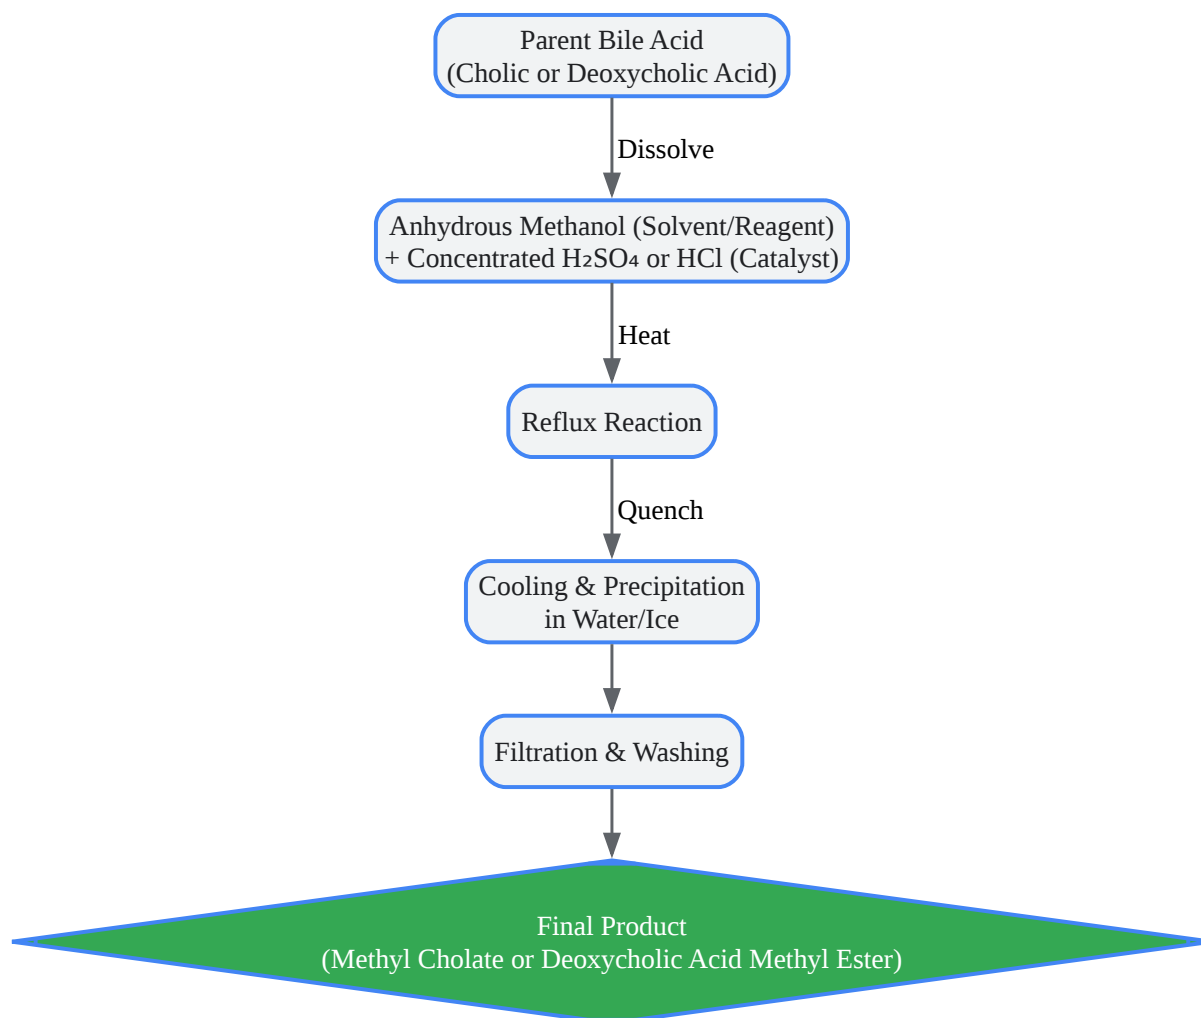 Parent Bile Acid
(Cholic or Deoxycholic Acid)
Dissolve
Anhydrous Methanol (Solvent/Reagent)
+ Concentrated H₂SO₄ or HCl (Catalyst)
Heat
Reflux Reaction
Quench
Cooling & Precipitation
in Water/Ice
Filtration & Washing
Final Product
(Methyl Cholate or Deoxycholic Acid Methyl Ester)